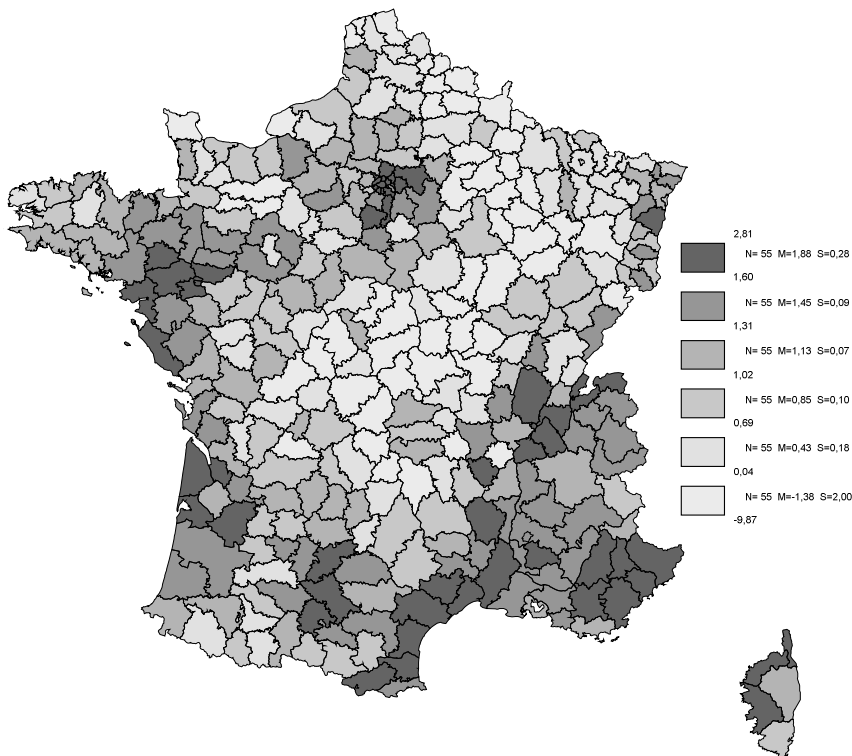 2,81
N= 55 M=1,88 S=0,28
1,60
N= 55 M=1,45 S=0,09
1,31
N= 55 M=1,13 S=0,07
1,02
N= 55 M=0,85 S=0,10
0,69
N= 55 M=0,43 S=0,18
0,04
N= 55 M=-1,38 S=2,00
-9,87